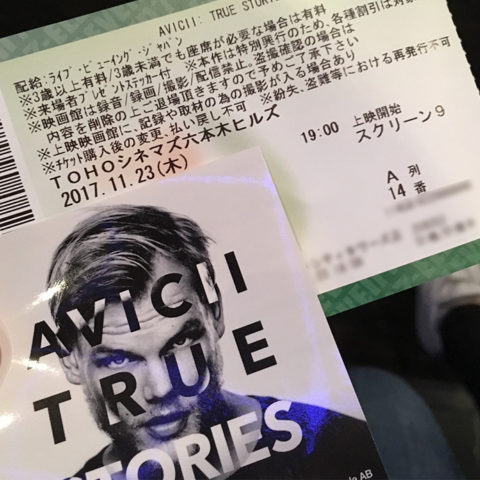 AVICII: TRUE STOR
配給:ライブ・ビューイング・ジャパン
※3歳以上有料/3歳未満でも座席が必要な場合は有料
※来場者プレゼントステッカー付 ※本作は特別興行のため、各種割引は対象
※映画館は録音/録画/撮影/配信禁止。盗撮確認の場合は
内容を削除の上ご退場頂きますので予めご了承下さい
※上映映画館に、記録や取材の為の撮影が入る場合あり
※チケット購入後の変更、払い戻し不可 ※紛失、盗難等における再発行不可
TOHOシネマズ六本木ヒルズ
2017.11.23(木)
19:00 上映開始
スクリーン9
A 列
14 番
AVICII
TRUE
STORIES
AB